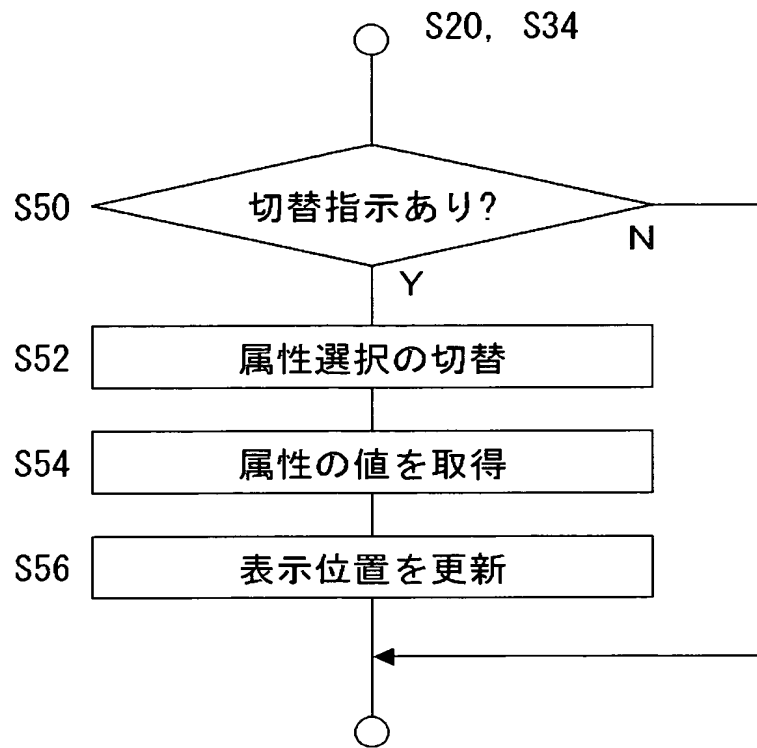 S20, S34
S50 切替指示あり?
N
Y
S52 属性選択の切替
S54 属性の値を取得
S56 表示位置を更新